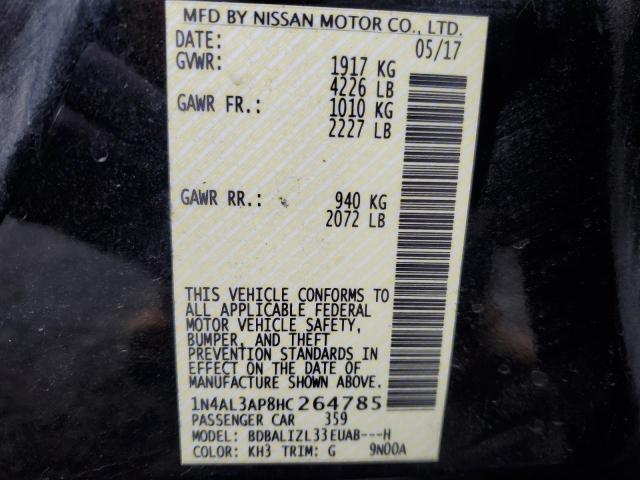 MFD BY NISSAN MOTOR CO., LTD.
DATE: 05/17
GVWR: 1917 KG
4226 LB
GAWR FR.: 1010 KG
2227 LB
GAWR RR.: 940 KG
2072 LB
THIS VEHICLE CONFORMS TO
ALL APPLICABLE FEDERAL
MOTOR VEHICLE SAFETY,
BUMPER, AND THEFT
PREVENTION STANDARDS IN
EFFECT ON THE DATE OF
MANUFACTURE SHOWN ABOVE.
1N4AL3AP8HC264785
PASSENGER CAR 359
MODEL: BDBALIZL33EUAB---H
COLOR: KH3 TRIM: G 9N00A